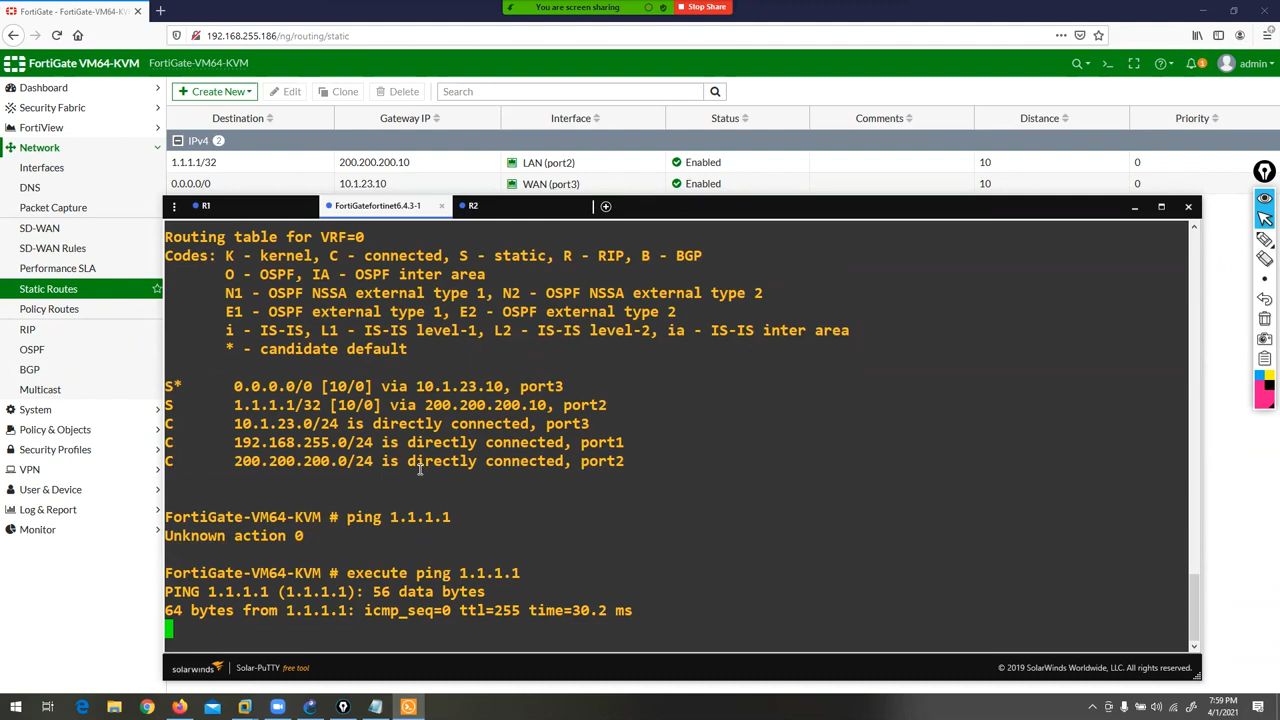 FortiGate - FortiGate-VM64-KVM
You are screen sharing
Stop Share
192.168.255.186/ng/routing/static
FortiGate VM64-KVM
FortiGate-VM64-KVM
admin
1
Dashboard
Security Fabric
FortiView
Network
Interfaces
DNS
Packet Capture
SD-WAN
SD-WAN Rules
Performance SLA
Static Routes
Policy Routes
RIP
OSPF
BGP
Multicast
System
Policy & Objects
Security Profiles
VPN
User & Device
Log & Report
Monitor
Create New
Edit
Clone
Delete
Search
Destination Gateway IP Interface Status Comments Distance Priority
IPv4 2
1.1.1.1/32 200.200.200.10 LAN (port2) Enabled 10 0
0.0.0.0/0 10.1.23.10 WAN (port3) Enabled 10 0
R1
FortiGatefortinet6.4.3-1
R2
Routing table for VRF=0
Codes: K - kernel, C - connected, S - static, R - RIP, B - BGP
O - OSPF, IA - OSPF inter area
N1 - OSPF NSSA external type 1, N2 - OSPF NSSA external type 2
E1 - OSPF external type 1, E2 - OSPF external type 2
i - IS-IS, L1 - IS-IS level-1, L2 - IS-IS level-2, ia - IS-IS inter area
* - candidate default
S* 0.0.0.0/0 [10/0] via 10.1.23.10, port3
S 1.1.1.1/32 [10/0] via 200.200.200.10, port2
C 10.1.23.0/24 is directly connected, port3
C 192.168.255.0/24 is directly connected, port1
C 200.200.200.0/24 is directly connected, port2
FortiGate-VM64-KVM # ping 1.1.1.1
Unknown action 0
FortiGate-VM64-KVM # execute ping 1.1.1.1
PING 1.1.1.1 (1.1.1.1): 56 data bytes
64 bytes from 1.1.1.1: icmp_seq=0 ttl=255 time=30.2 ms
solarwinds
Solar-PuTTY free tool
© 2019 SolarWinds Worldwide, LLC. All rights reserved.
7:59 PM
4/1/2021